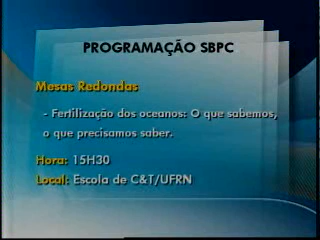 PROGRAMAÇÃO SBPC
Mesas Redondas
- Fertilização dos oceanos: O que sabemos,
o que precisamos saber.
Hora: 15H30
Local: Escola de C&T/UFRN